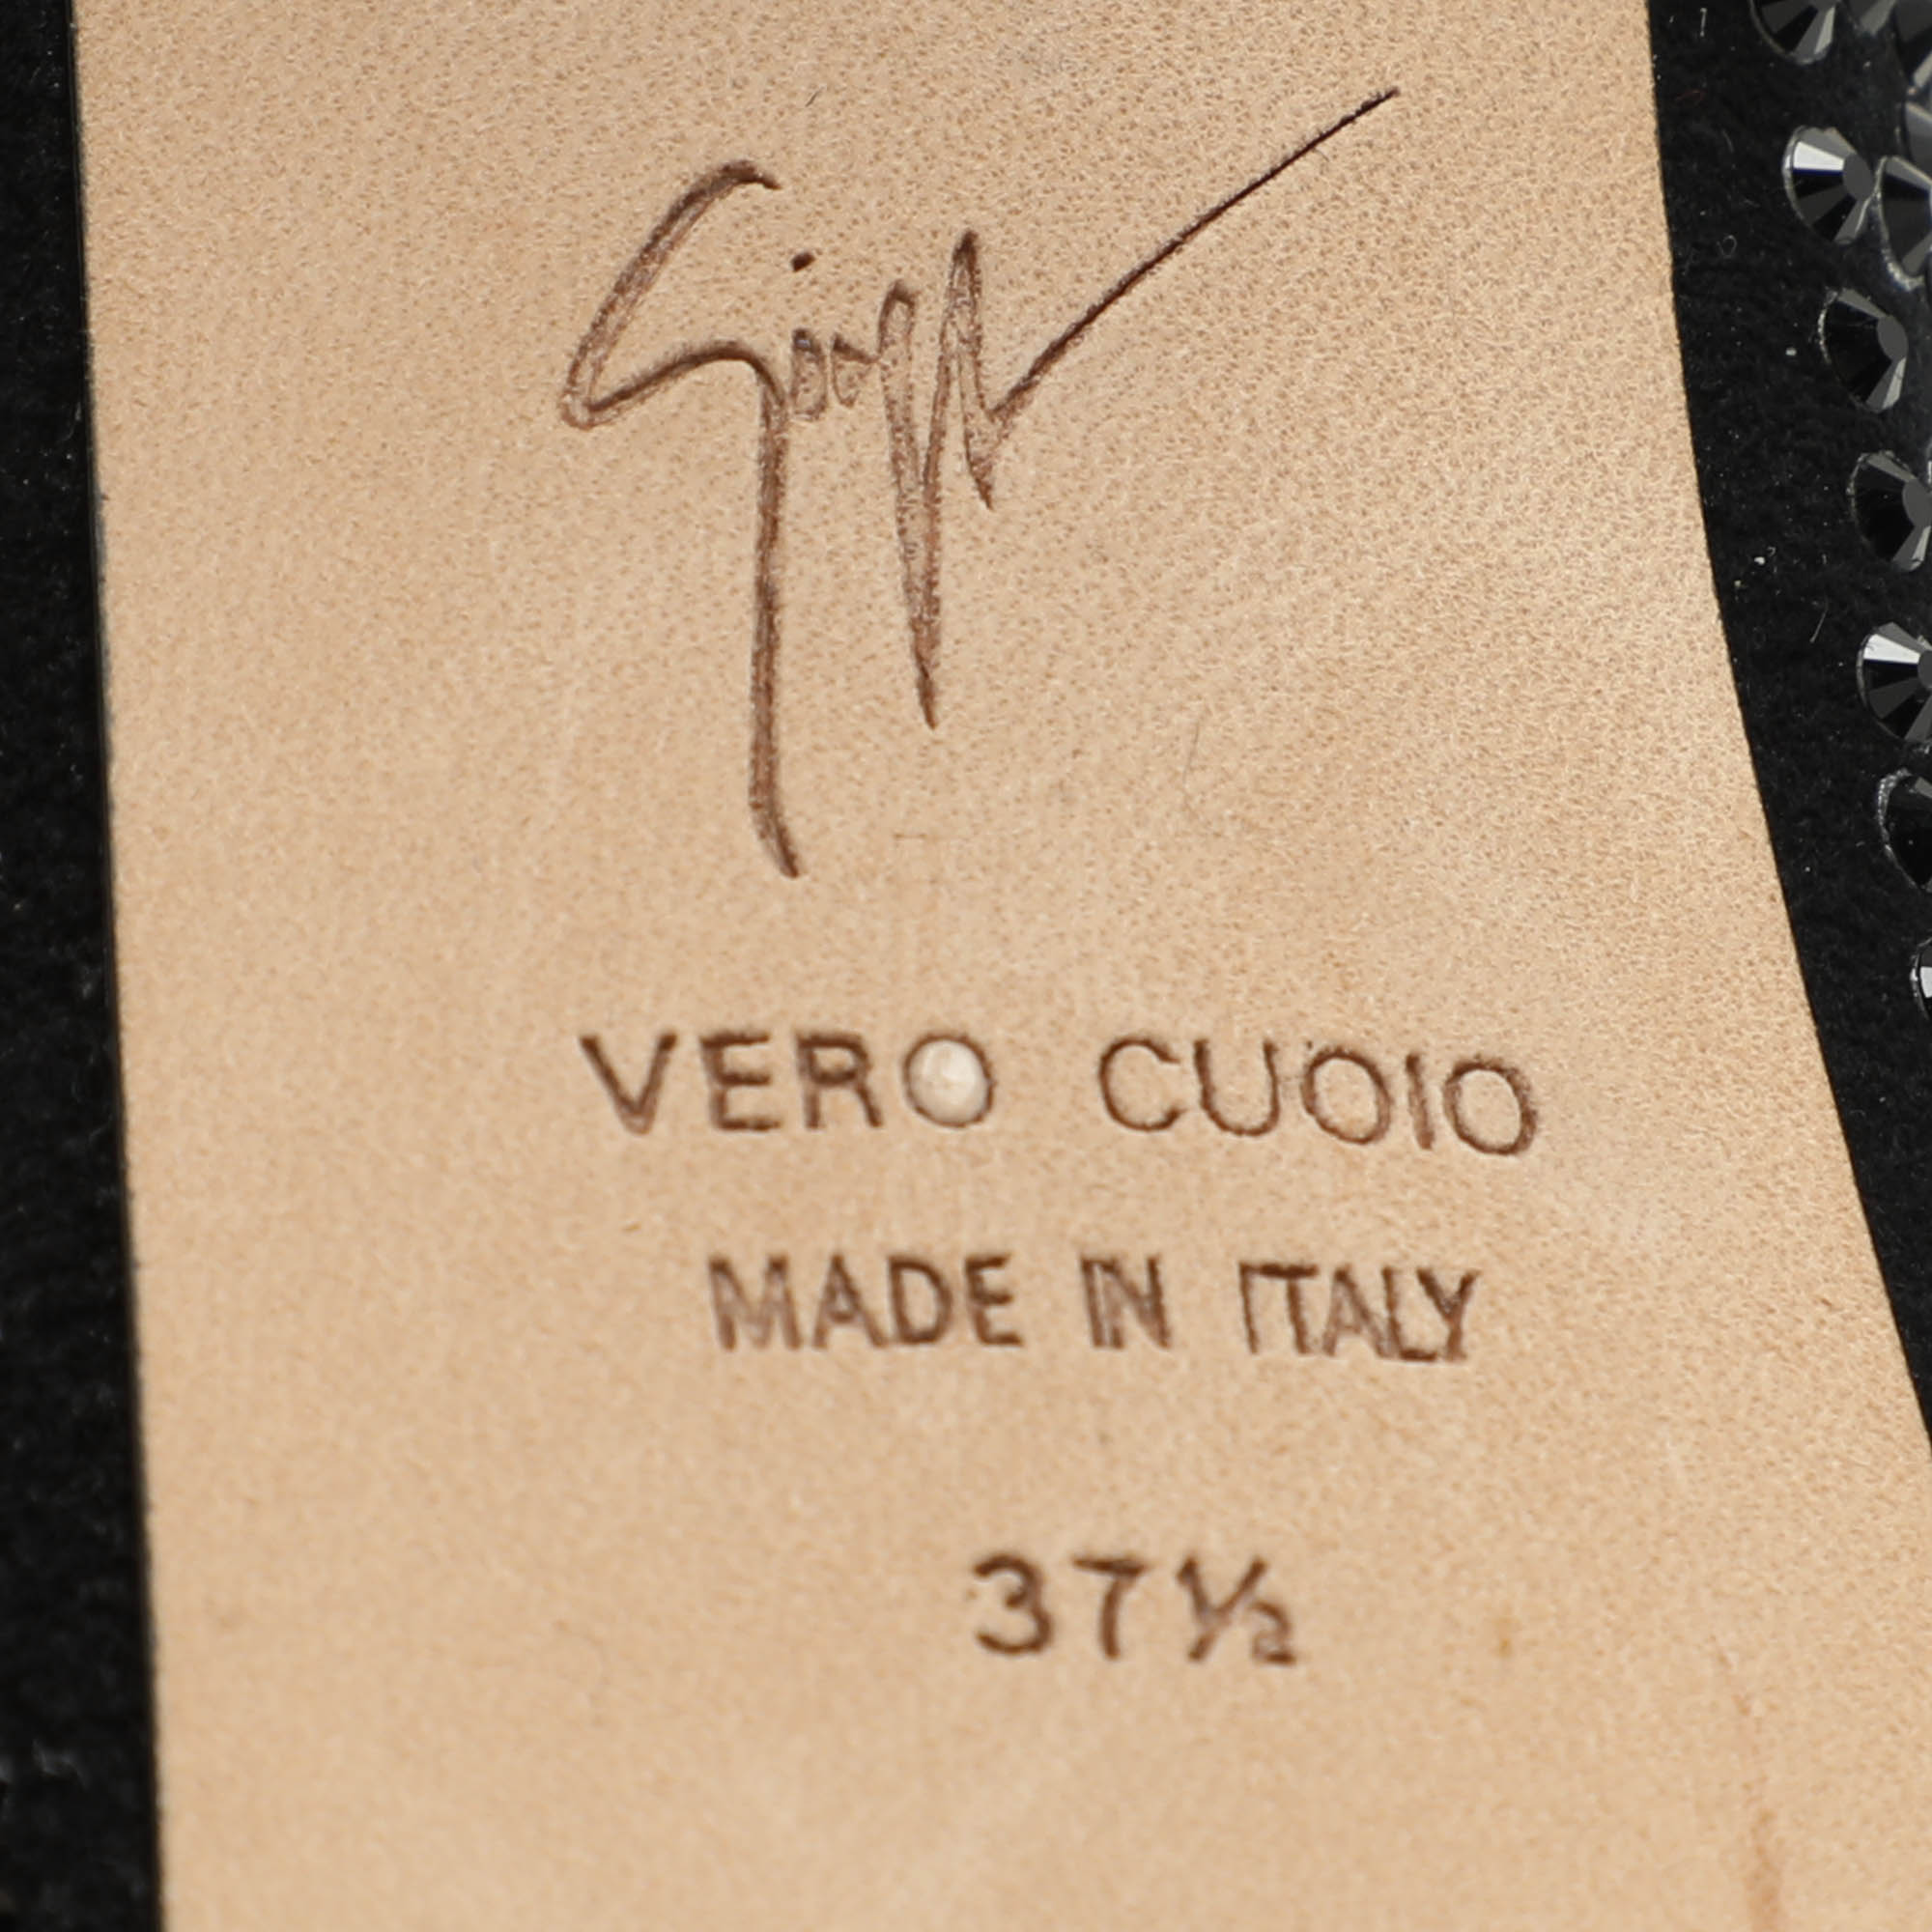 VERO CUOIO
MADE IN ITALY
37½